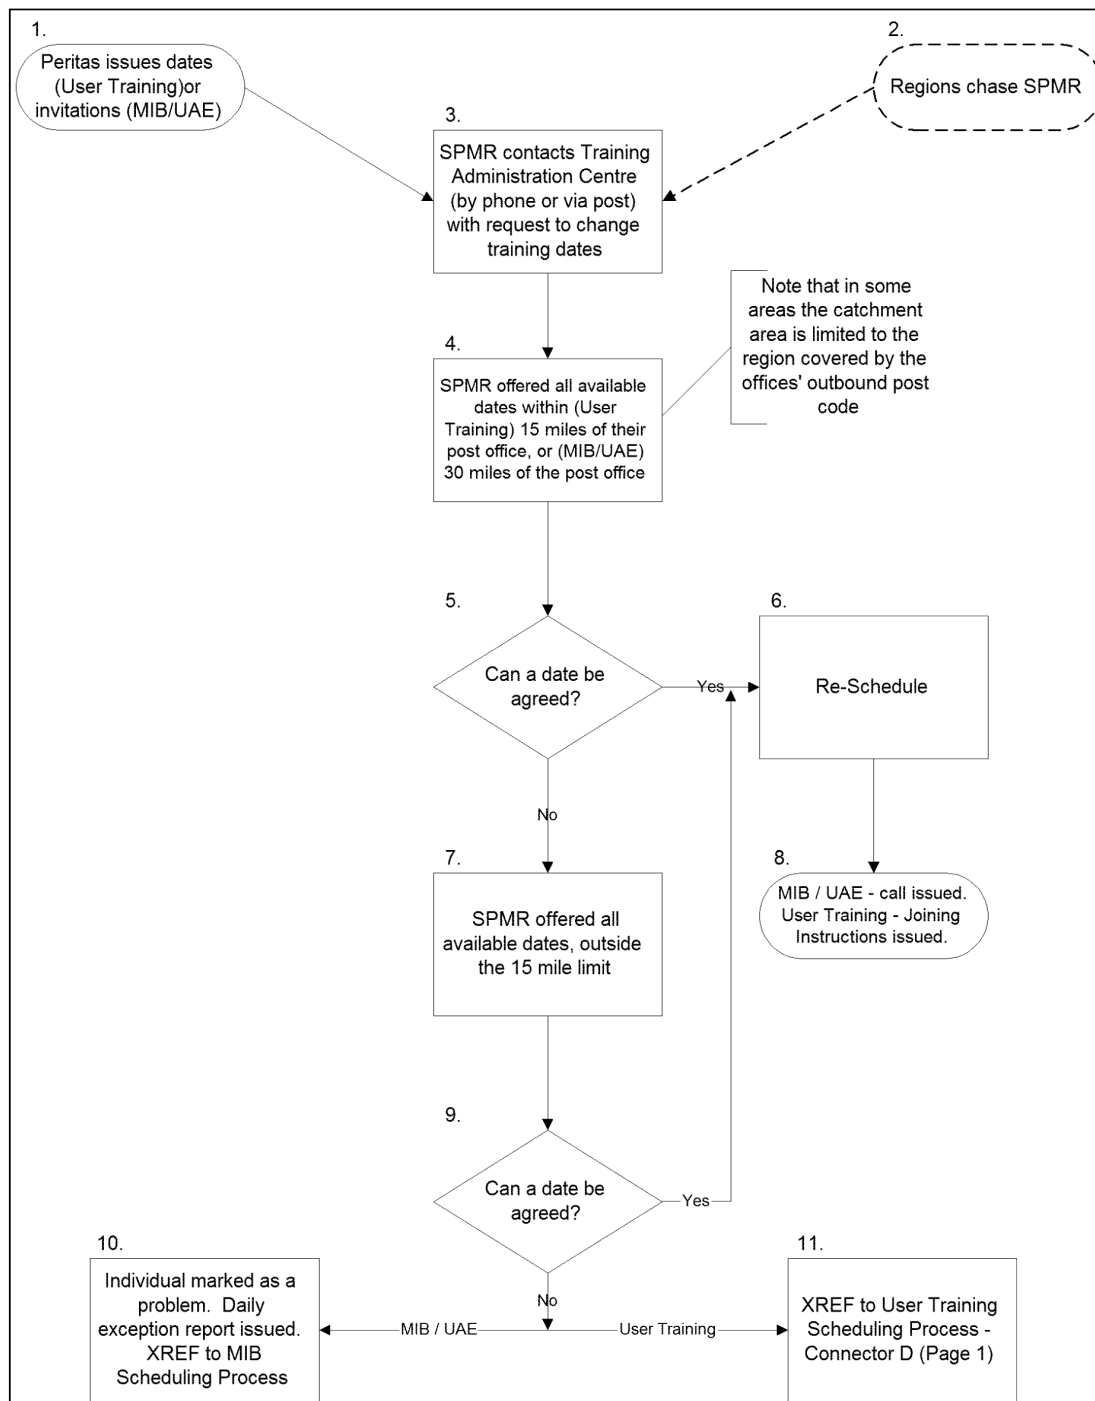 1.
Peritas issues dates
(User Training)or
invitations (MIB/UAE)
2.
Regions chase SPMR
3.
SPMR contacts Training
Administration Centre
(by phone or via post)
with request to change
training dates
Note that in some
areas the catchment
area is limited to the
region covered by the
offices' outbound post
code
4.
SPMR offered all available
dates within (User
Training) 15 miles of their
post office, or (MIB/UAE)
30 miles of the post office
5.
Can a date be
agreed?
Yes
6.
Re-Schedule
No
7.
SPMR offered all
available dates, outside
the 15 mile limit
8.
MIB / UAE - call issued.
User Training - Joining
Instructions issued.
9.
Can a date be
agreed?
Yes
No
10.
Individual marked as a
problem. Daily
exception report issued.
XREF to MIB
Scheduling Process
MIB / UAE
User Training
11.
XREF to User Training
Scheduling Process -
Connector D (Page 1)